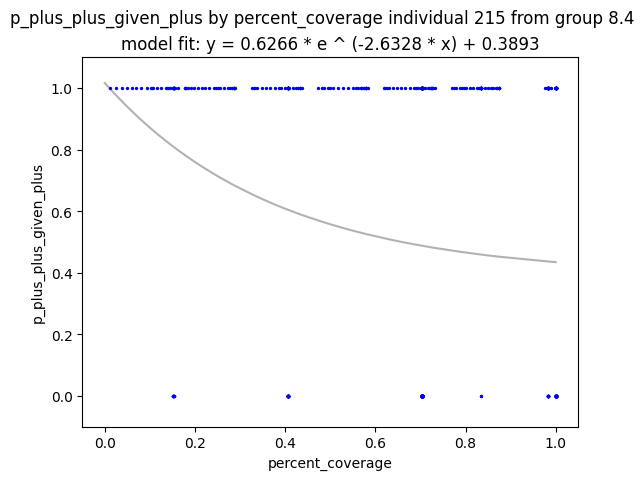 p_plus_plus_given_plus by percent_coverage individual 215 from group 8.4
model fit: y = 0.6266 * e ^ (-2.6328 * x) + 0.3893
1.0
0.8
0.6
0.4
0.2
0.0
p_plus_plus_given_plus
0.0 0.2 0.4 0.6 0.8 1.0
percent_coverage